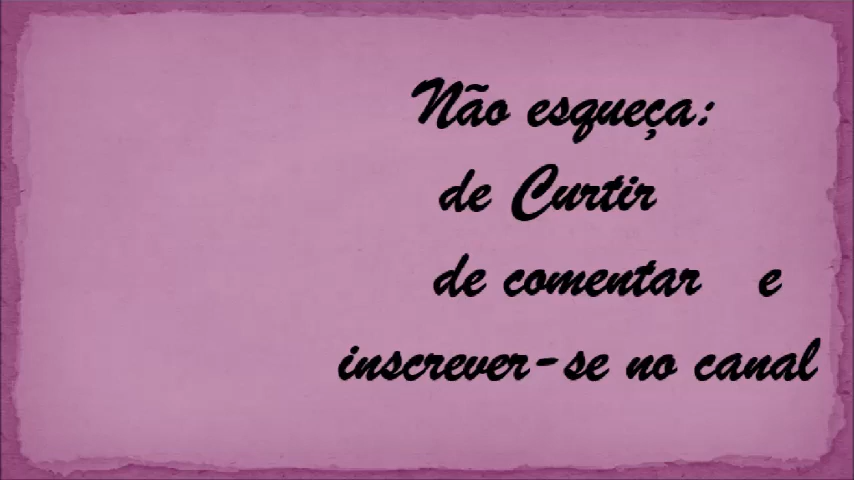 Não esqueça:
de Curtir
de comentar e
inscrever-se no canal